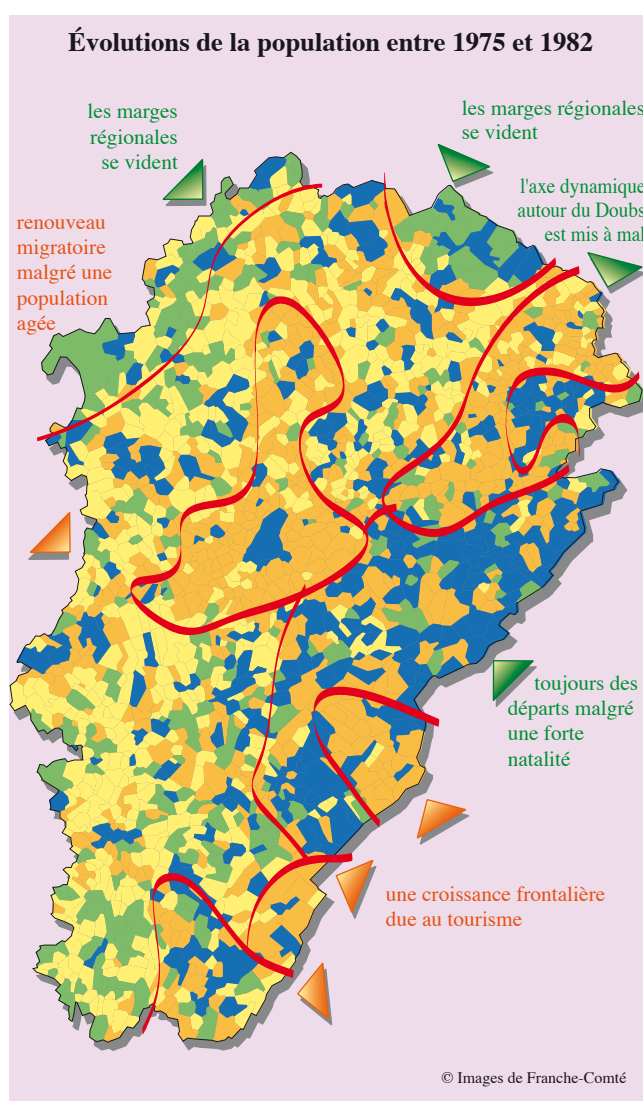 Évolutions de la population entre 1975 et 1982
les marges
régionales
se vident
les marges régionales
se vident
l'axe dynamique
autour du Doubs
est mis à mal
renouveau
migratoire
malgré une
population
agée
toujours des
départs malgré
une forte
natalité
une croissance frontalière
due au tourisme
© Images de Franche-Comté